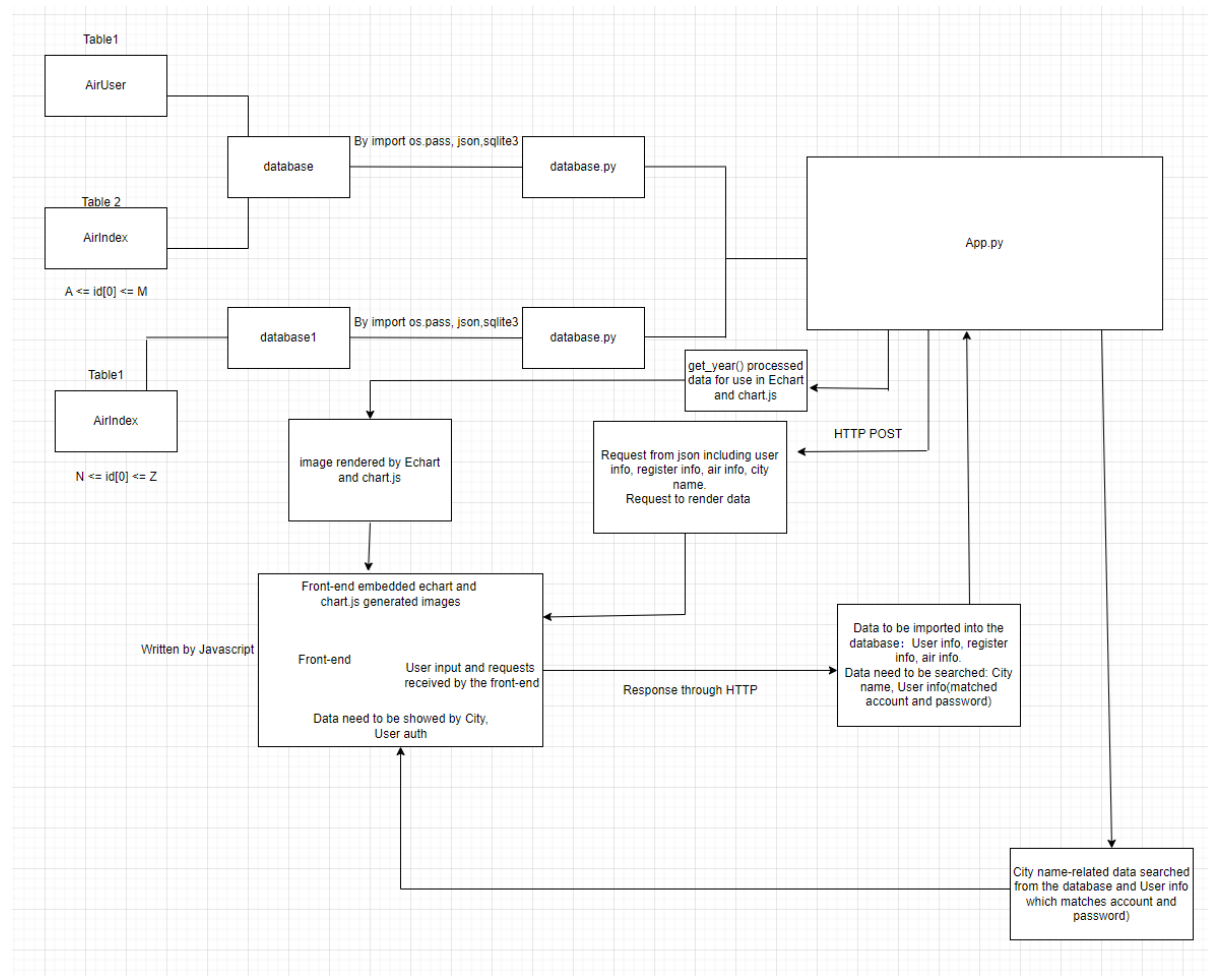 Table1
AirUser
database
By import os.pass, json,sqlite3
database.py
App.py
Table 2
AirIndex
A <= id[0] <= M
database1
By import os.pass, json,sqlite3
database.py
Table1
AirIndex
N <= id[0] <= Z
get_year() processed
data for use in Echart
and chart.js
HTTP POST
image rendered by Echart
and chart.js
Request from json including user
info, register info, air info, city
name.
Request to render data
Front-end embedded echart and
chart.js generated images
Written by Javascript
Front-end
User input and requests
received by the front-end
Data need to be showed by City,
User auth
Response through HTTP
Data to be imported into the
database：User info, register
info, air info.
Data need to be searched: City
name, User info(matched
account and password)
City name-related data searched
from the database and User info
which matches account and
password)